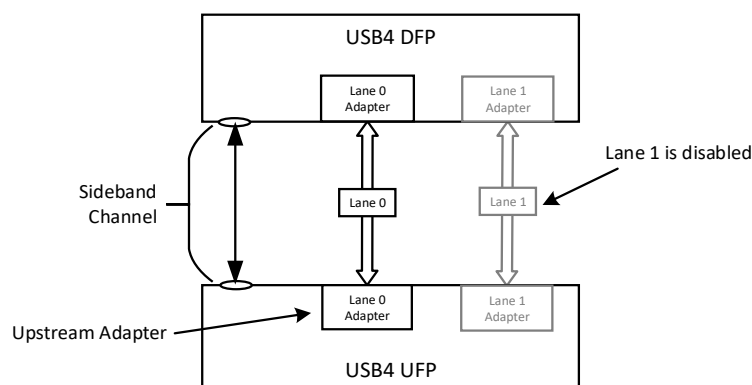 USB4 DFP
Lane 0
Adapter
Lane 1
Adapter
Lane 1 is disabled
Sideband
Channel
Lane 0
Lane 1
Lane 0
Adapter
Lane 1
Adapter
Upstream Adapter
USB4 UFP